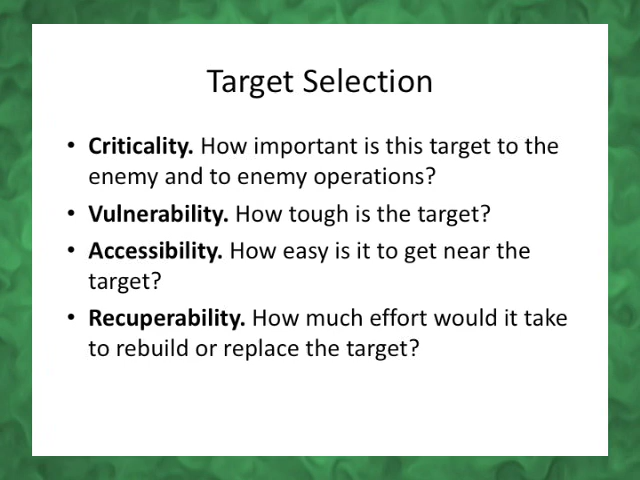 Target Selection
• Criticality. How important is this target to the
enemy and to enemy operations?
• Vulnerability. How tough is the target?
• Accessibility. How easy is it to get near the
target?
• Recuperability. How much effort would it take
to rebuild or replace the target?